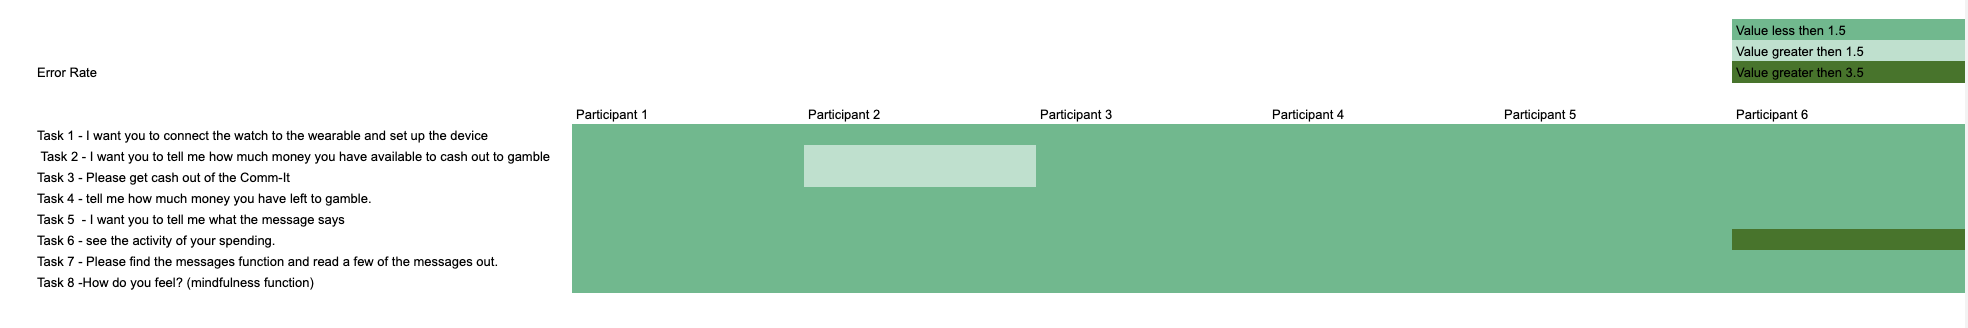 Value less then 1.5
Value greater then 1.5
Error Rate
Value greater then 3.5
Participant 1 Participant 2 Participant 3 Participant 4 Participant 5 Participant 6
Task 1 - I want you to connect the watch to the wearable and set up the device
Task 2 - I want you to tell me how much money you have available to cash out to gamble
Task 3 - Please get cash out of the Comm-It
Task 4 - tell me how much money you have left to gamble.
Task 5  - I want you to tell me what the message says
Task 6 - see the activity of your spending.
Task 7 - Please find the messages function and read a few of the messages out.
Task 8 -How do you feel? (mindfulness function)